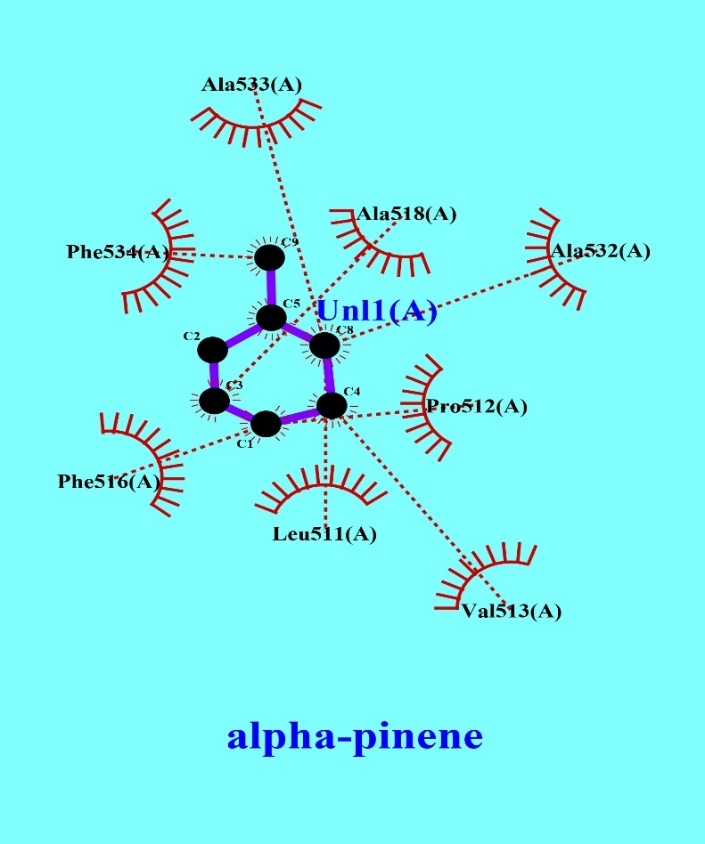 Ala533(A)
Ala518(A)
Phe534(A)
C9
Ala532(A)
C5
Unl1(A)
C8
C2
C3
C4
Pro512(A)
C1
Phe516(A)
Leu511(A)
Val513(A)
alpha-pinene